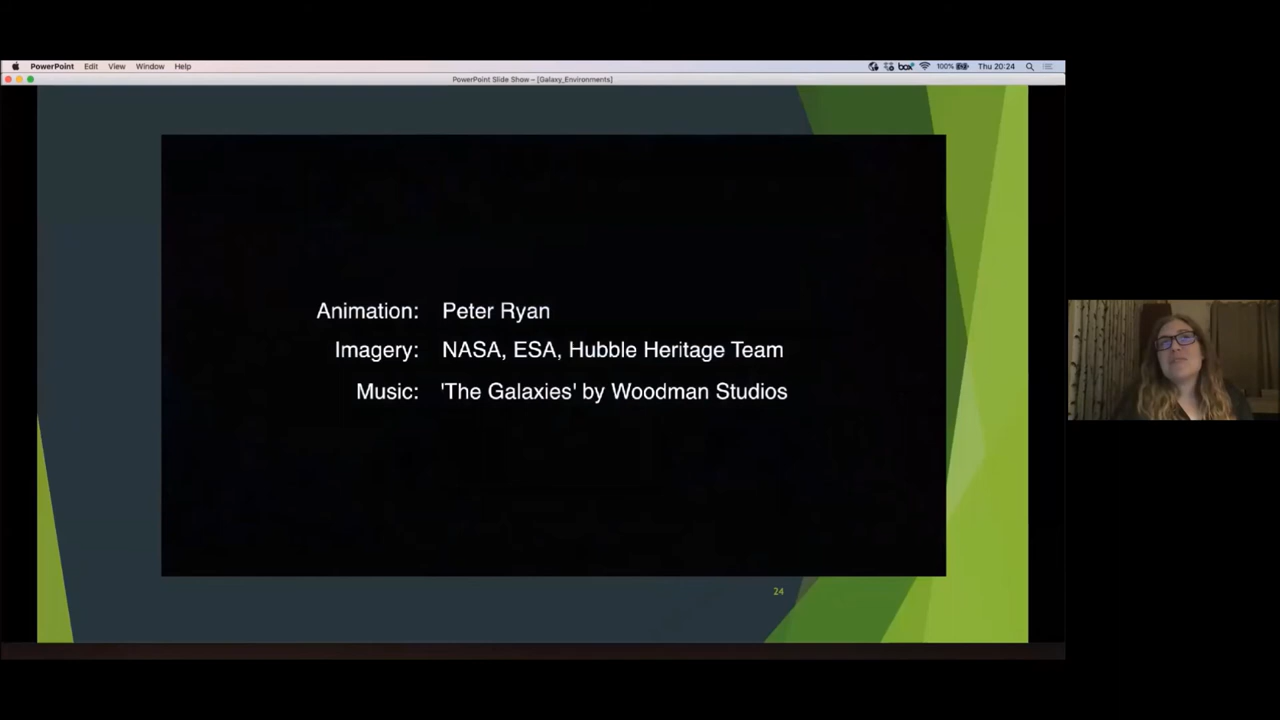 PowerPoint Edit View Window Help
box 100% Thu 20:24
PowerPoint Slide Show – [Galaxy_Environments]
Animation: Peter Ryan
Imagery: NASA, ESA, Hubble Heritage Team
Music: 'The Galaxies' by Woodman Studios
24